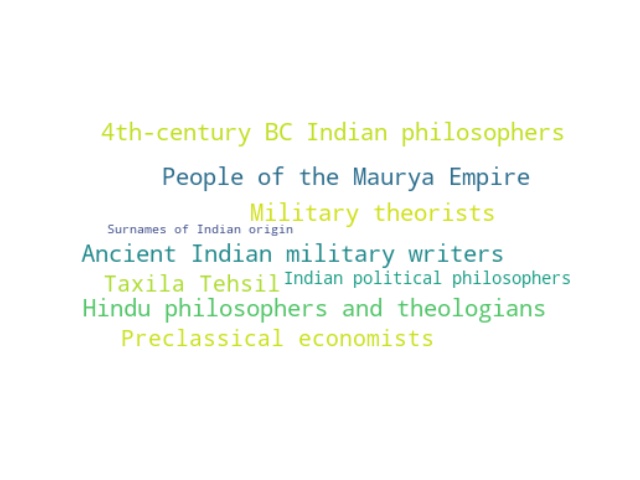 4th-century BC Indian philosophers
People of the Maurya Empire
Military theorists
Surnames of Indian origin
Ancient Indian military writers
Taxila Tehsil
Indian political philosophers
Hindu philosophers and theologians
Preclassical economists